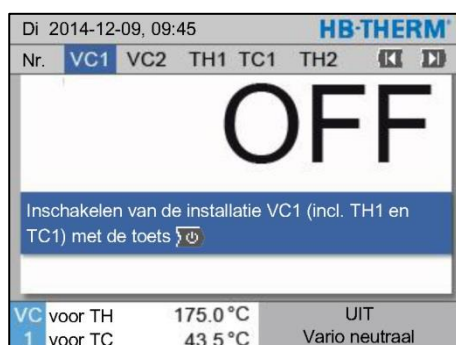 Di 2014-12-09, 09:45 HB-THERM®
Nr. VC1 VC2 TH1 TC1 TH2
OFF
Inschakelen van de installatie VC1 (incl. TH1 en
TC1) met de toets
VC voor TH 175.0 °C UIT
1 voor TC 43.5 °C Vario neutraal